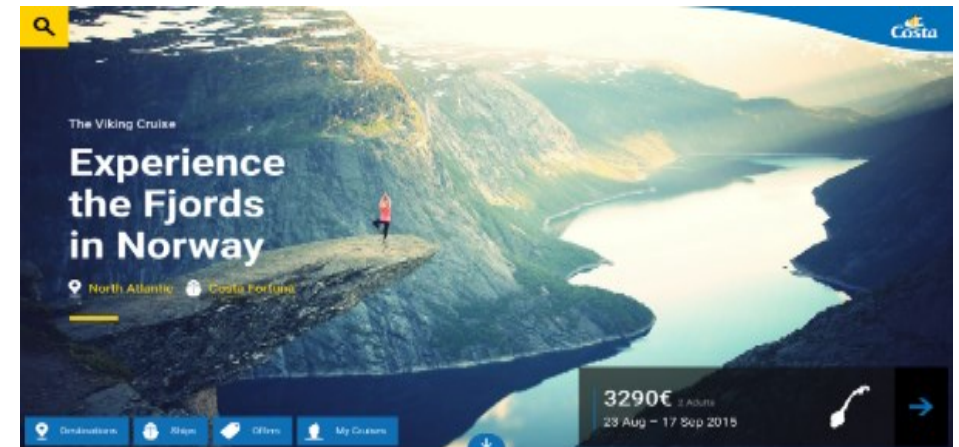 Costa
The Viking Cruise
Experience
the Fjords
in Norway
North Atlantic Costa Fortuna
3290€ 2 Adults
23 Aug – 17 Sep 2015
Destinations Ships Offers My Cruises